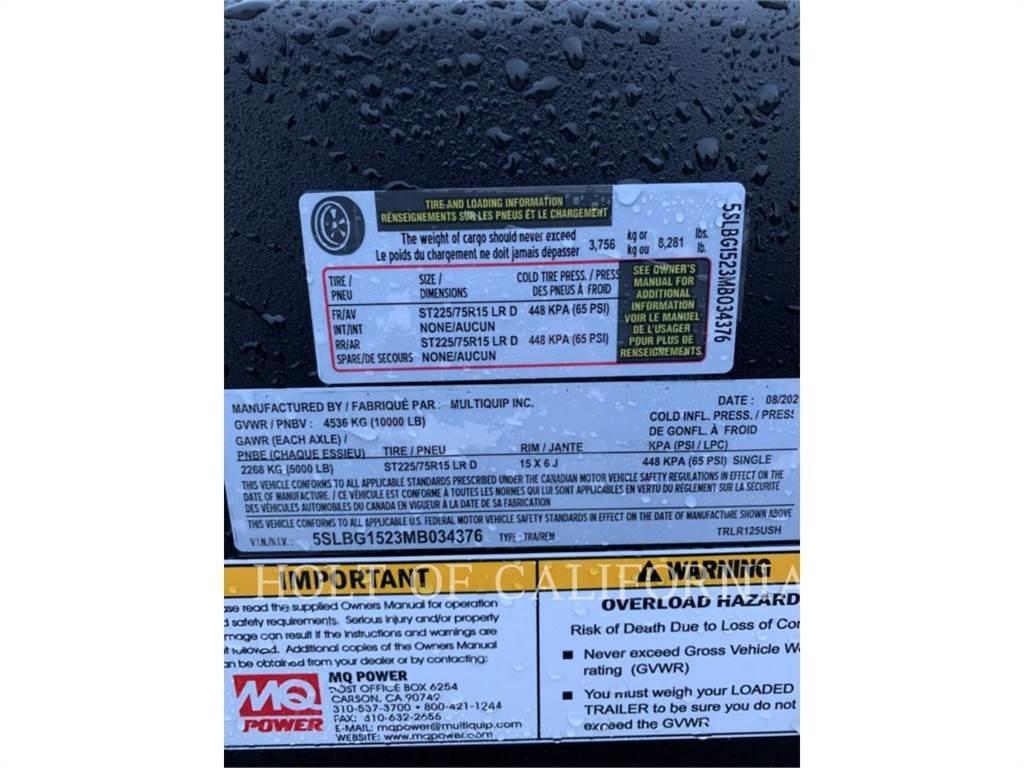 TIRE AND LOADING INFORMATION
RENSEIGNEMENTS SUR LES PNEUS ET LE CHARGEMENT
The weight of cargo should never exceed
Le poids du chargement ne doit jamais dépasser
3,756 kg or kg ou 8,281 lbs. lb.
5SLBG1523MB034376
TIRE / PNEU SIZE / DIMENSIONS COLD TIRE PRESS. / PRESS DES PNEUS À FROID
FR/AV ST225/75R15 LR D 448 KPA (65 PSI)
INT/INT NONE/AUCUN
RR/AR ST225/75R15 LR D 448 KPA (65 PSI)
SPARE/DE SECOURS NONE/AUCUN
SEE OWNER'S
MANUAL FOR
ADDITIONAL
INFORMATION
VOIR LE MANUEL
DE L'USAGER
POUR PLUS DE
RENSEIGNEMENTS
MANUFACTURED BY / FABRIQUÉ PAR : MULTIQUIP INC. DATE : 08/202
GVWR / PNBV : 4536 KG (10000 LB) COLD INFL. PRESS. / PRESS
GAWR (EACH AXLE) / DE GONFL. À FROID
PNBE (CHAQUE ESSIEU) TIRE / PNEU RIM / JANTE KPA (PSI / LPC)
2268 KG (5000 LB) ST225/75R15 LR D 15 X 6 J 448 KPA (65 PSI) SINGLE
THIS VEHICLE CONFORMS TO ALL APPLICABLE STANDARDS PRESCRIBED UNDER THE CANADIAN MOTOR VEHICLE SAFETY REGULATIONS IN EFFECT ON THE
DATE OF MANUFACTURE. / CE VÉHICULE EST CONFORME À TOUTES LES NORMES QUI LUI SONT APPLICABLES EN VERTU DU RÈGLEMENT SUR LA SÉCURITÉ
DES VÉHICULES AUTOMOBILES DU CANADA EN VIGUEUR À LA DATE DE SA FABRICATION
THIS VEHICLE CONFORMS TO ALL APPLICABLE U.S. FEDERAL MOTOR VEHICLE SAFETY STANDARDS IN EFFECT ON THE DATE OF MANUFACTURE SHOWN ABOVE
V.I.N./N.I.V. : 5SLBG1523MB034376 TYPE : TRA/REM TRLR125USH
HOLT OF CALIFORNIA
IMPORTANT
ase read the supplied Owners Manual for operation
d safety requirements. Serious injury and/or property
mage can result if the instructions and warnings are
t followed. Additional copies of the Owners Manual
an be obtained from your dealer or by contacting:
MQ POWER
MQ POWER
POST OFFICE BOX 6254
CARSON, CA 90749
310-537-3700 • 800-421-1244
FAX: 310-632-2656
E-MAIL: mqpower@multiquip.com
WEBSITE: www.mqpower.com
WARNING
OVERLOAD HAZARD
Risk of Death Due to Loss of Con
■ Never exceed Gross Vehicle We
rating (GVWR)
■ You must weigh your LOADED
TRAILER to be sure you do not
exceed the GVWR